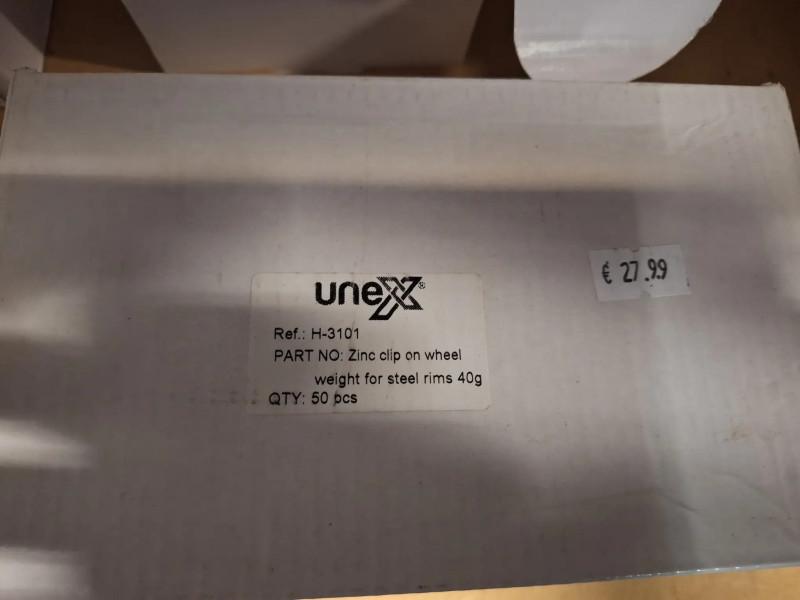 unex®
€ 27.99
Ref.: H-3101
PART NO: Zinc clip on wheel
weight for steel rims 40g
QTY: 50 pcs